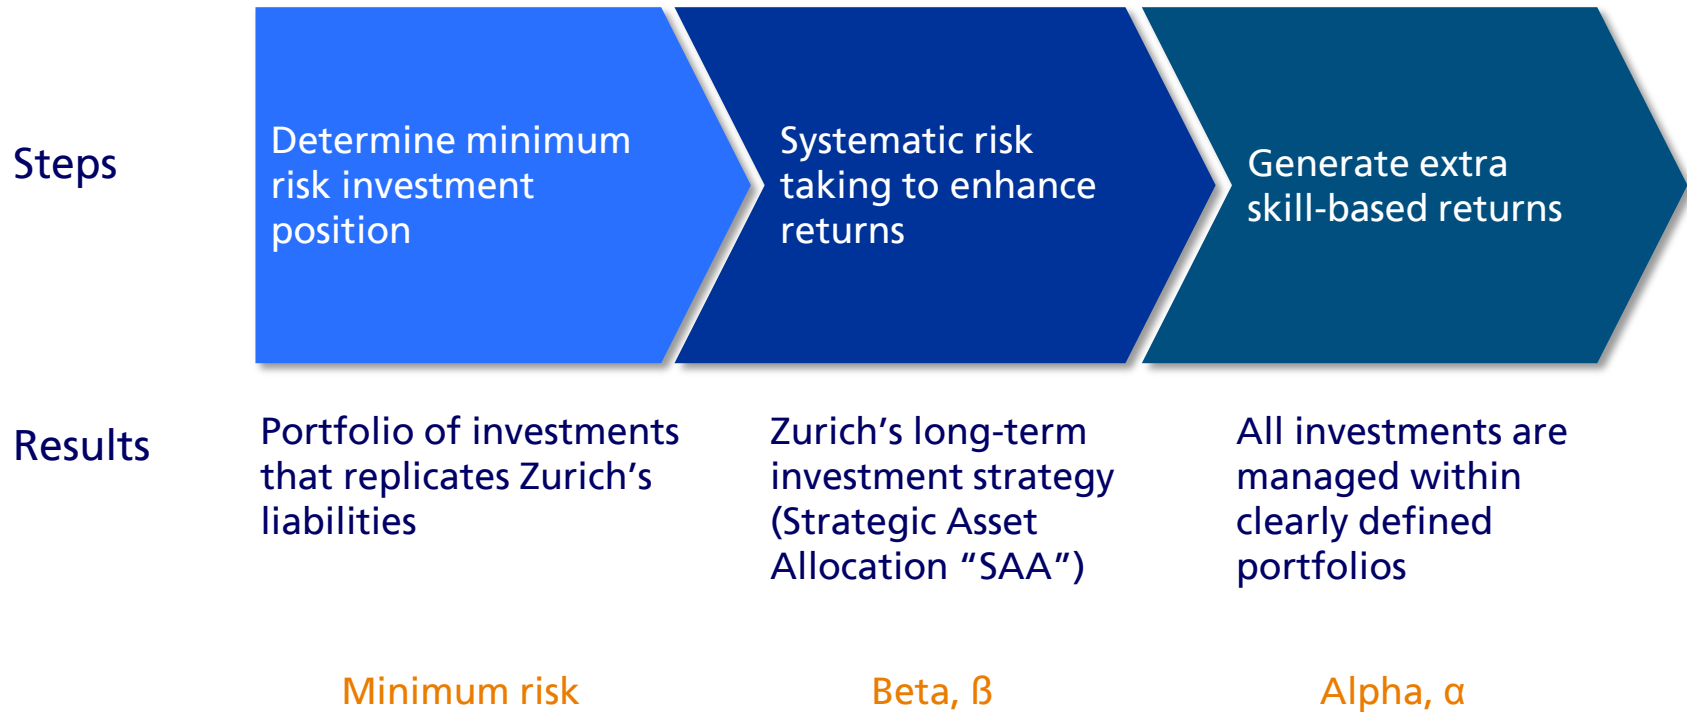 Steps
Determine minimum
risk investment
position
Systematic risk
taking to enhance
returns
Generate extra
skill-based returns
Results
Portfolio of investments
that replicates Zurich’s
liabilities
Zurich’s long-term
investment strategy
(Strategic Asset
Allocation “SAA”)
All investments are
managed within
clearly defined
portfolios
Minimum risk
Beta, ß
Alpha, α